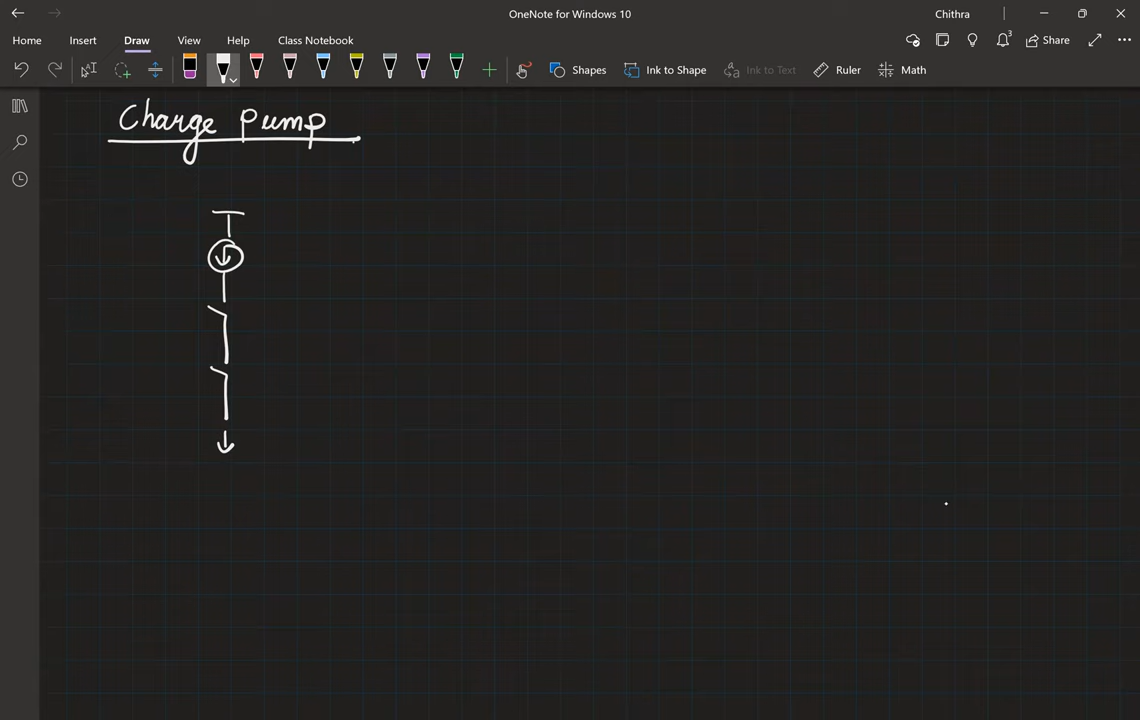 OneNote for Windows 10
Chithra
Home Insert Draw View Help Class Notebook
3 Share
Shapes Ink to Shape Ink to Text Ruler Math
Charge pump